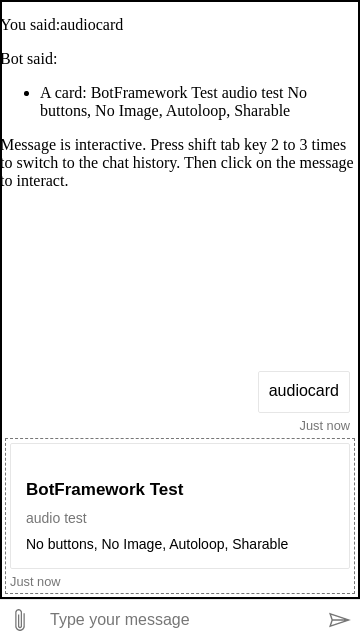 You said:audiocard
Bot said:
A card: BotFramework Test audio test No
buttons, No Image, Autoloop, Sharable
Message is interactive. Press shift tab key 2 to 3 times
to switch to the chat history. Then click on the message
to interact.
audiocard
Just now
BotFramework Test
audio test
No buttons, No Image, Autoloop, Sharable
Just now
Type your message